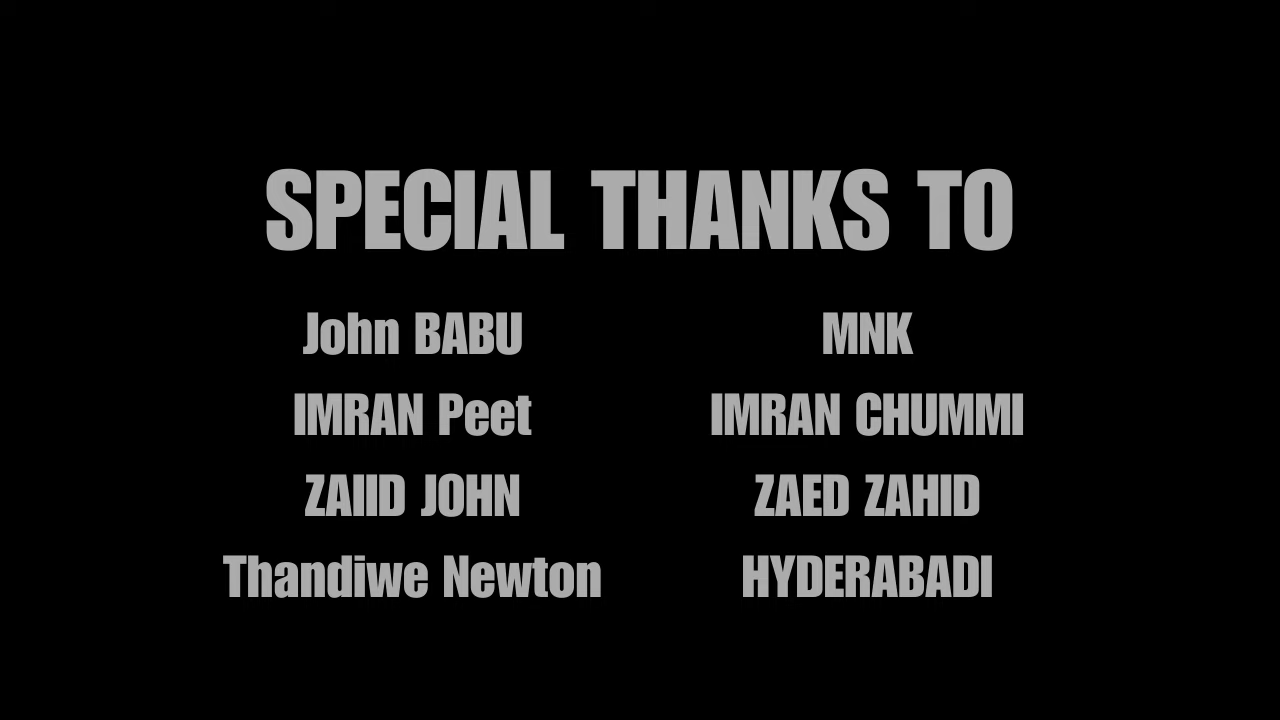 SPECIAL THANKS TO
John BABU
MNK
IMRAN Peet
IMRAN CHUMMI
ZAIID JOHN
ZAED ZAHID
Thandiwe Newton
HYDERABADI